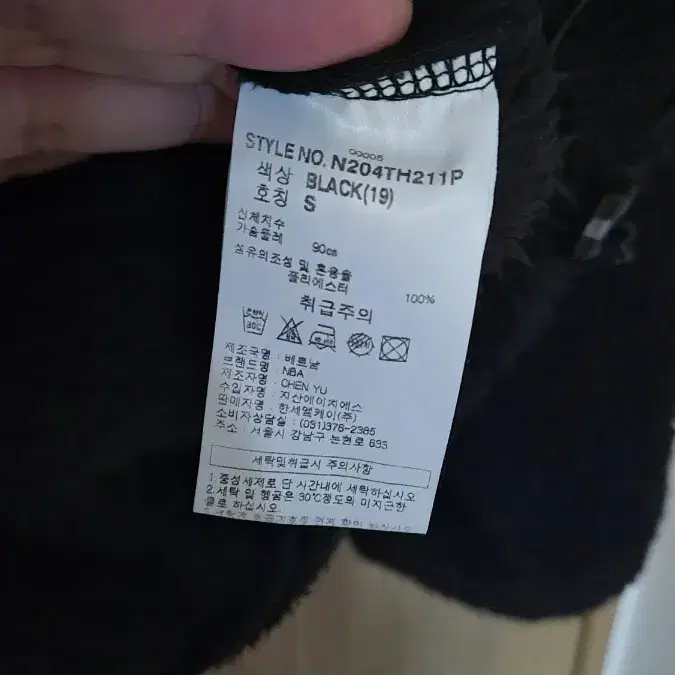 00005
STYLE NO. N204TH211P
색상 BLACK(19)
호칭 S
신체치수
가슴둘레 90cm
섬유의조성 및 혼용율
폴리에스터 100%
취급주의
30C
제조국명 : 베트남
브랜드명 : NBA
제조자명 : CHEN YU
수입자명 : 지산에이치에스
판매자명 : 한세엠케이(주)
소비자상담실 : (031)376-2385
주소 : 서울시 강남구 논현로 633
세탁및취급시 주의사항
1.중성세제로 단 시간내에 세탁하십시오
2.세탁 및 헹굼은 30℃정도의 미지근한
물로 하십시오.